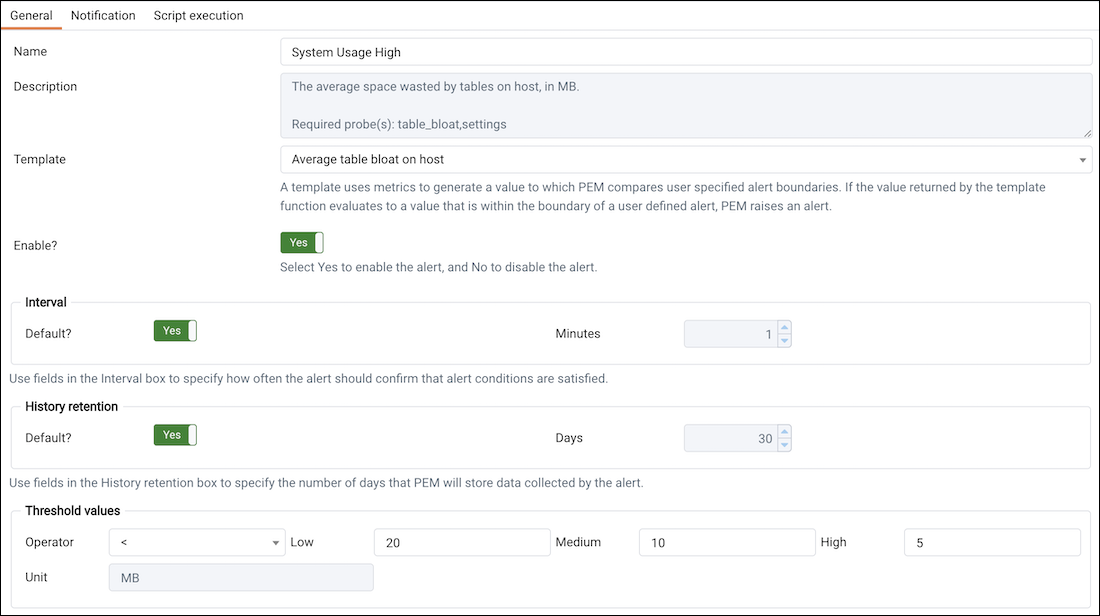 General Notification Script execution
Name System Usage High
Description The average space wasted by tables on host, in MB.
Required probe(s): table_bloat,settings
Template Average table bloat on host
A template uses metrics to generate a value to which PEM compares user specified alert boundaries. If the value returned by the template
function evaluates to a value that is within the boundary of a user defined alert, PEM raises an alert.
Enable? Yes
Select Yes to enable the alert, and No to disable the alert.
Interval
Default? Yes Minutes 1
Use fields in the Interval box to specify how often the alert should confirm that alert conditions are satisfied.
History retention
Default? Yes Days 30
Use fields in the History retention box to specify the number of days that PEM will store data collected by the alert.
Threshold values
Operator < Low 20 Medium 10 High 5
Unit MB